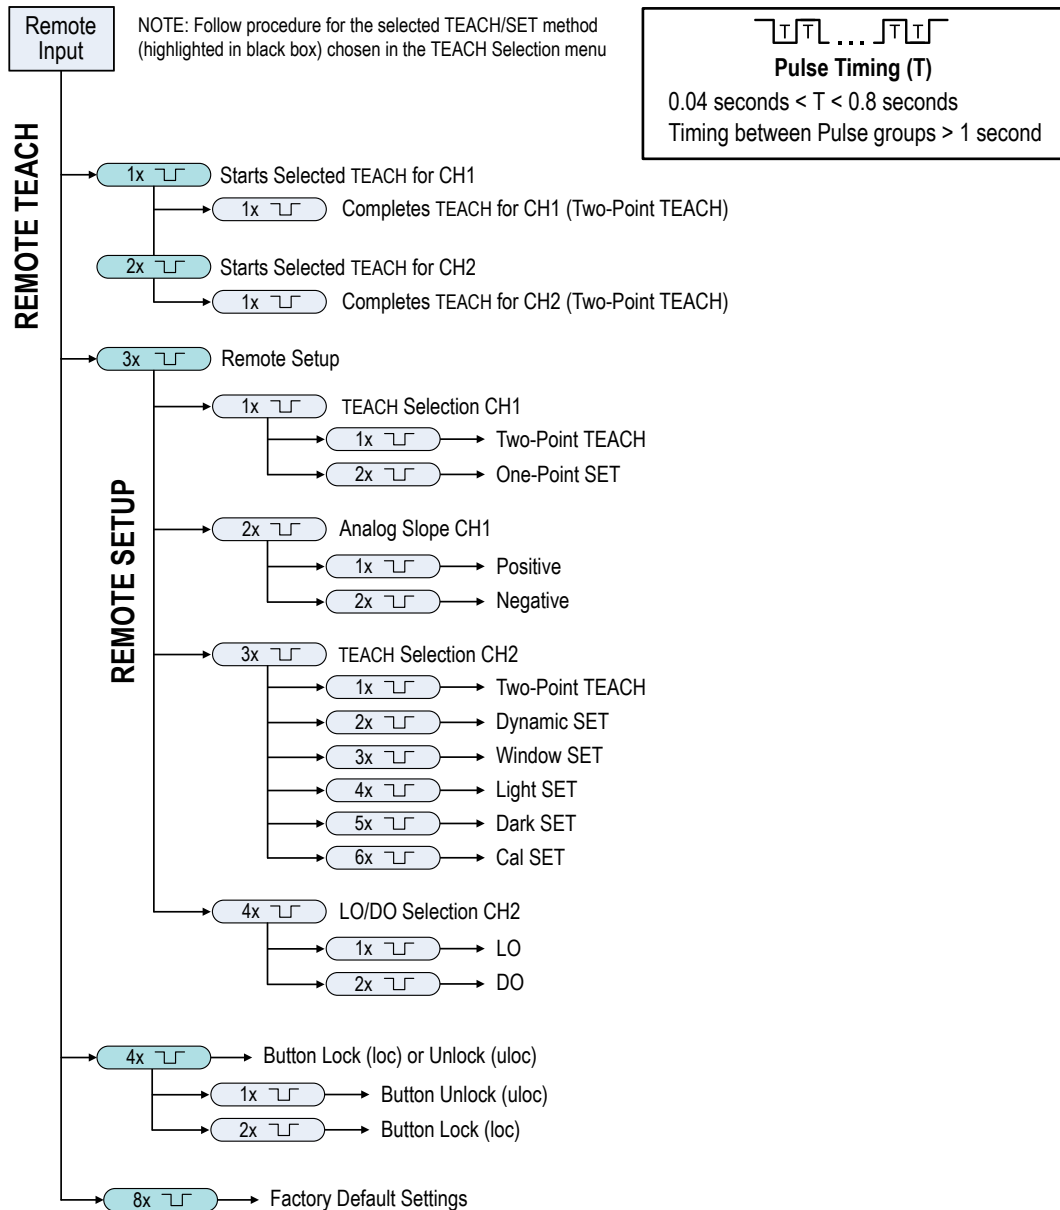 Remote
Input
NOTE: Follow procedure for the selected TEACH/SET method
(highlighted in black box) chosen in the TEACH Selection menu
T T ... T T
Pulse Timing (T)
0.04 seconds < T < 0.8 seconds
Timing between Pulse groups > 1 second
REMOTE TEACH
1x Starts Selected TEACH for CH1
1x Completes TEACH for CH1 (Two-Point TEACH)
2x Starts Selected TEACH for CH2
1x Completes TEACH for CH2 (Two-Point TEACH)
3x Remote Setup
REMOTE SETUP
1x TEACH Selection CH1
1x Two-Point TEACH
2x One-Point SET
2x Analog Slope CH1
1x Positive
2x Negative
3x TEACH Selection CH2
1x Two-Point TEACH
2x Dynamic SET
3x Window SET
4x Light SET
5x Dark SET
6x Cal SET
4x LO/DO Selection CH2
1x LO
2x DO
4x Button Lock (loc) or Unlock (uloc)
1x Button Unlock (uloc)
2x Button Lock (loc)
8x Factory Default Settings